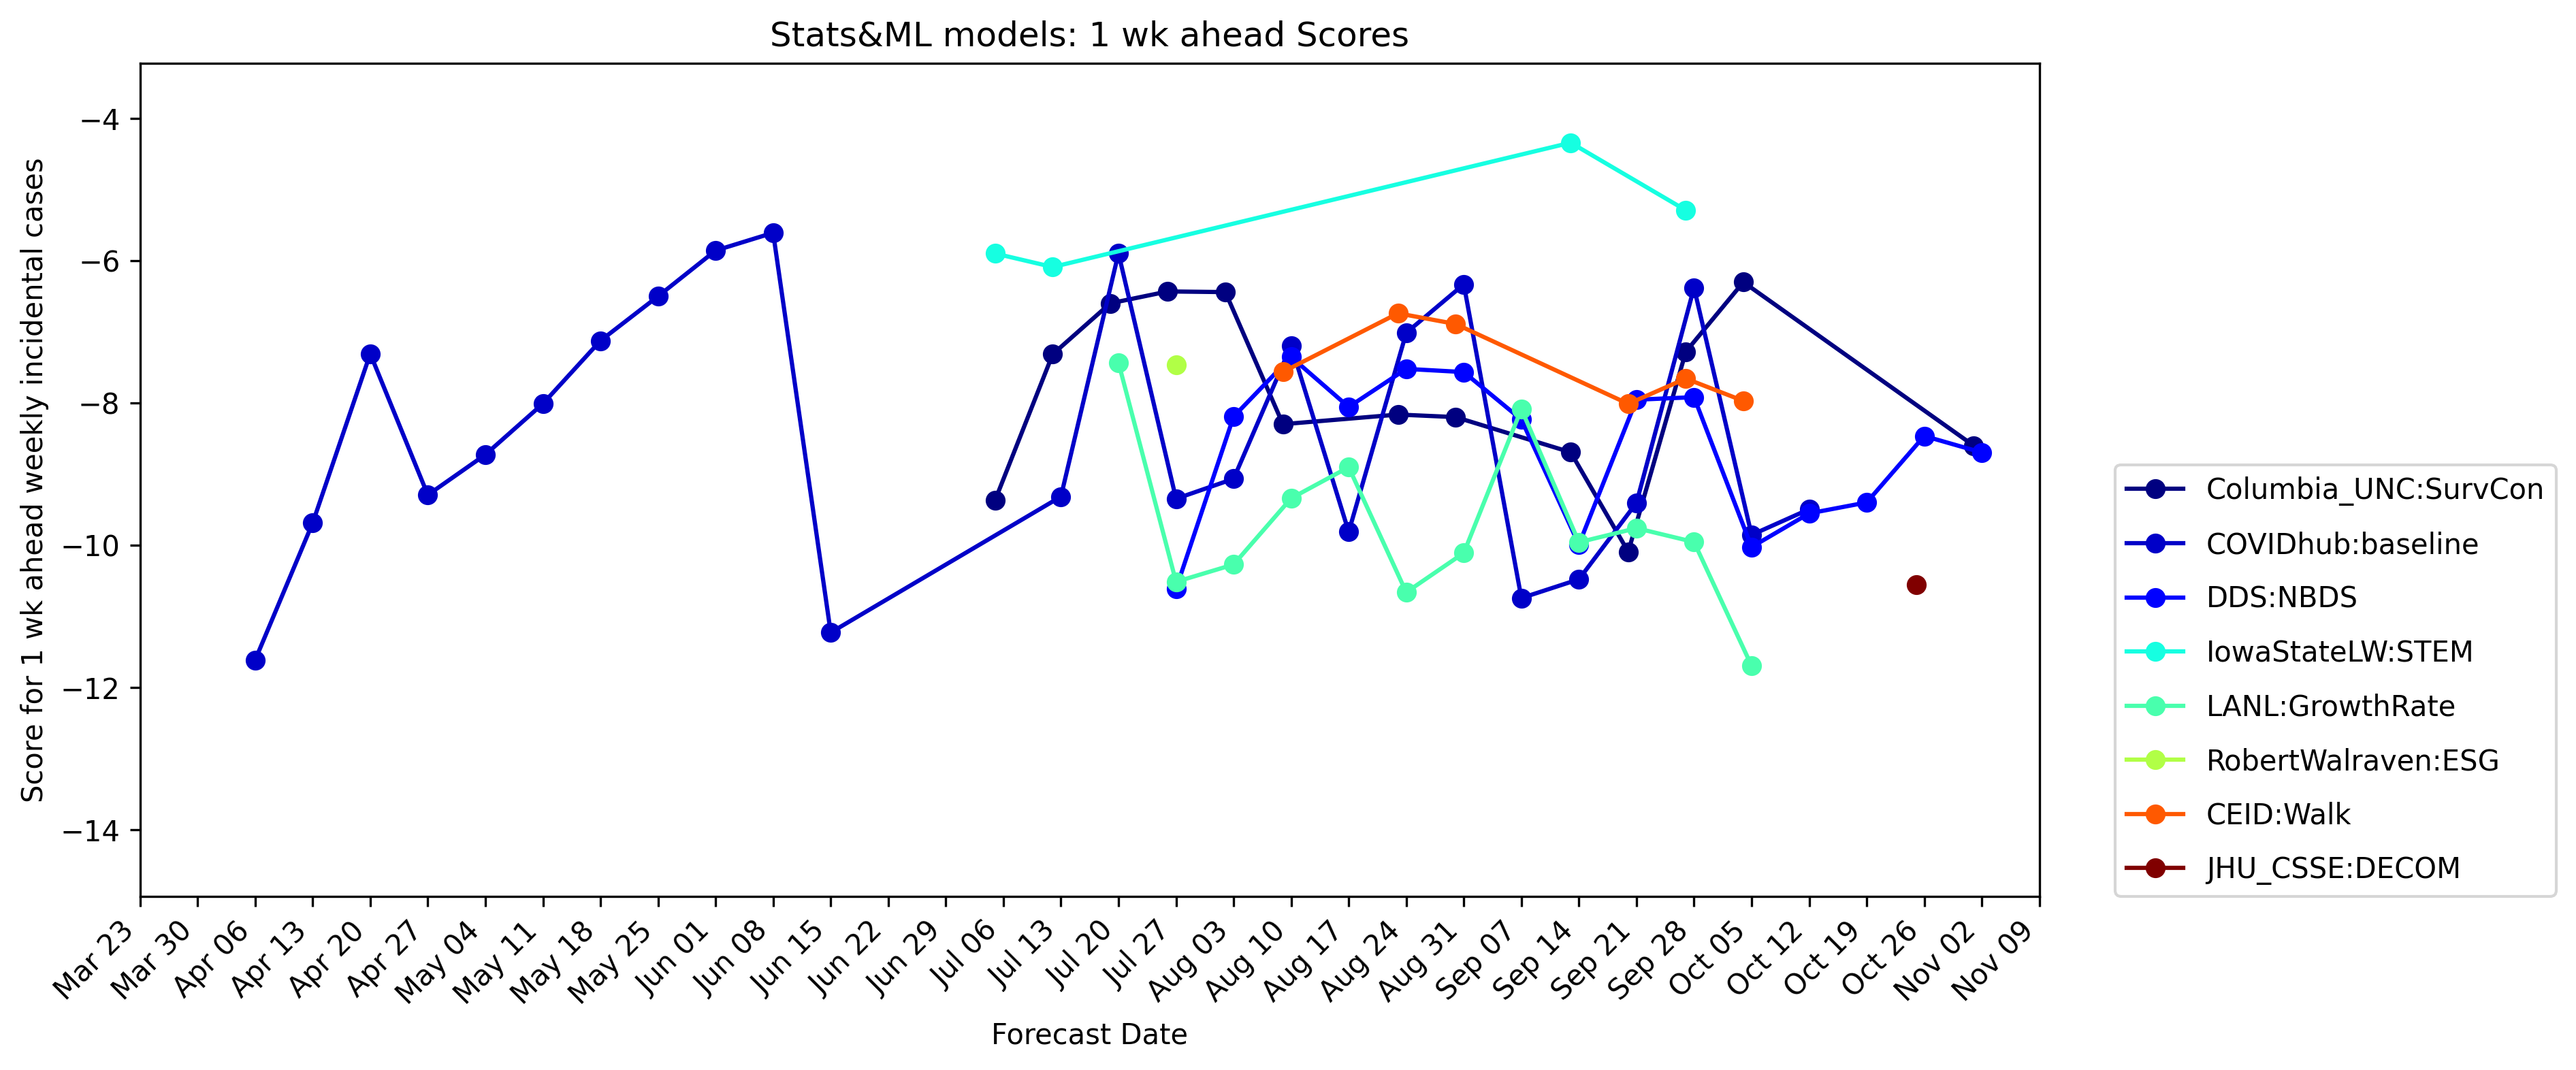 Stats&ML models: 1 wk ahead Scores
Score for 1 wk ahead weekly incidental cases
−4
−6
−8
−10
−12
−14
Mar 23
Mar 30
Apr 06
Apr 13
Apr 20
Apr 27
May 04
May 11
May 18
May 25
Jun 01
Jun 08
Jun 15
Jun 22
Jun 29
Jul 06
Jul 13
Jul 20
Jul 27
Aug 03
Aug 10
Aug 17
Aug 24
Aug 31
Sep 07
Sep 14
Sep 21
Sep 28
Oct 05
Oct 12
Oct 19
Oct 26
Nov 02
Nov 09
Forecast Date
Columbia_UNC:SurvCon
COVIDhub:baseline
DDS:NBDS
IowaStateLW:STEM
LANL:GrowthRate
RobertWalraven:ESG
CEID:Walk
JHU_CSSE:DECOM